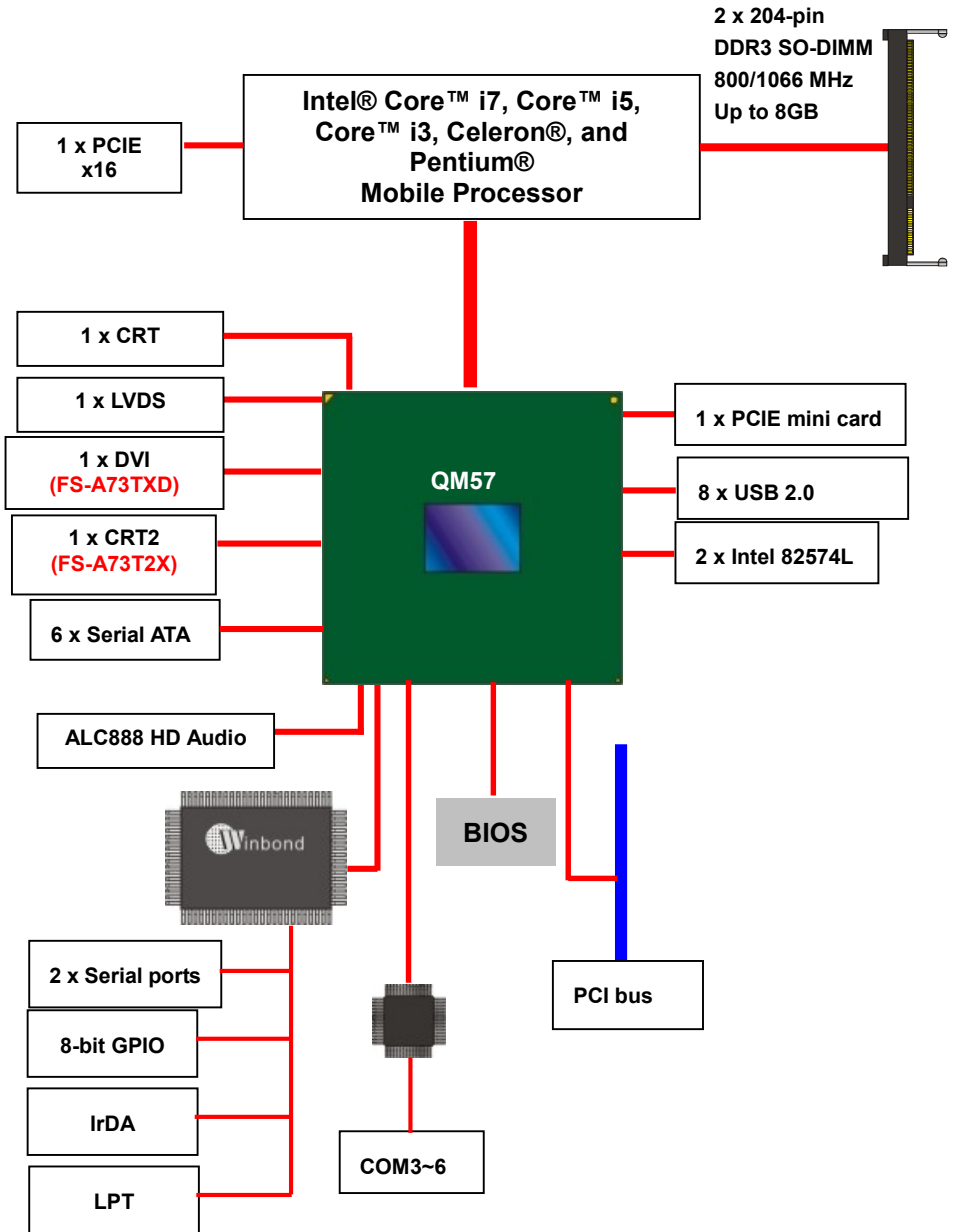 2 x 204-pin
DDR3 SO-DIMM
800/1066 MHz
Up to 8GB
Intel® Core™ i7, Core™ i5,
Core™ i3, Celeron®, and
Pentium®
Mobile Processor
1 x PCIE
x16
1 x CRT
1 x LVDS
1 x DVI
(FS-A73TXD)
1 x CRT2
(FS-A73T2X)
6 x Serial ATA
QM57
1 x PCIE mini card
8 x USB 2.0
2 x Intel 82574L
ALC888 HD Audio
Winbond
BIOS
2 x Serial ports
8-bit GPIO
IrDA
LPT
COM3~6
PCI bus